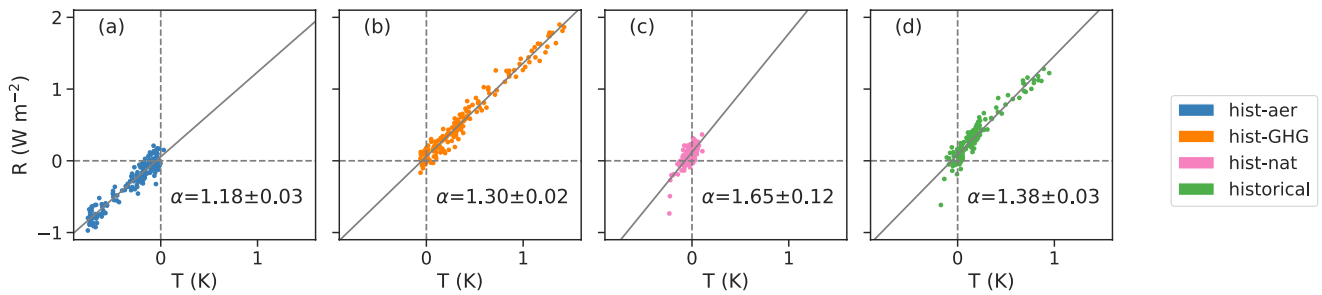 (a) (b) (c) (d)
R (W m⁻²)
2
1
0
−1
α=1.18±0.03 α=1.30±0.02 α=1.65±0.12 α=1.38±0.03
0 1 0 1 0 1 0 1
T (K) T (K) T (K) T (K)
hist-aer
hist-GHG
hist-nat
historical